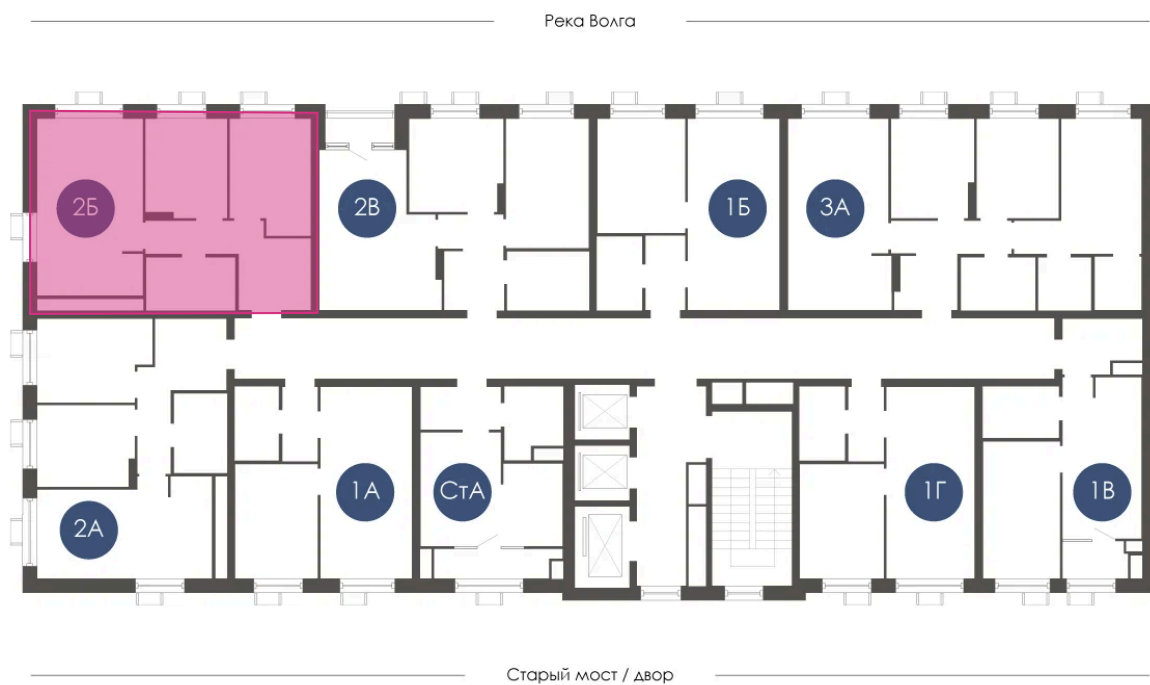 Река Волга
2Б
2В
1Б
3А
2А
1А
СтА
1Г
1В
Старый мост / двор